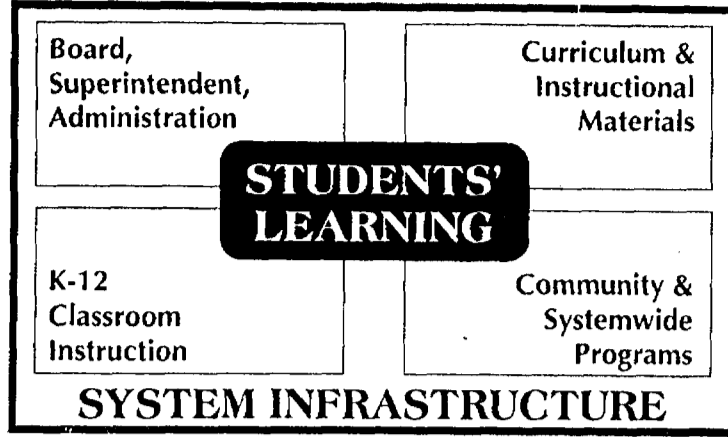 Board,
Superintendent,
Administration
Curriculum &
Instructional
Materials
STUDENTS'
LEARNING
K-12
Classroom
Instruction
Community &
Systemwide
Programs
SYSTEM INFRASTRUCTURE